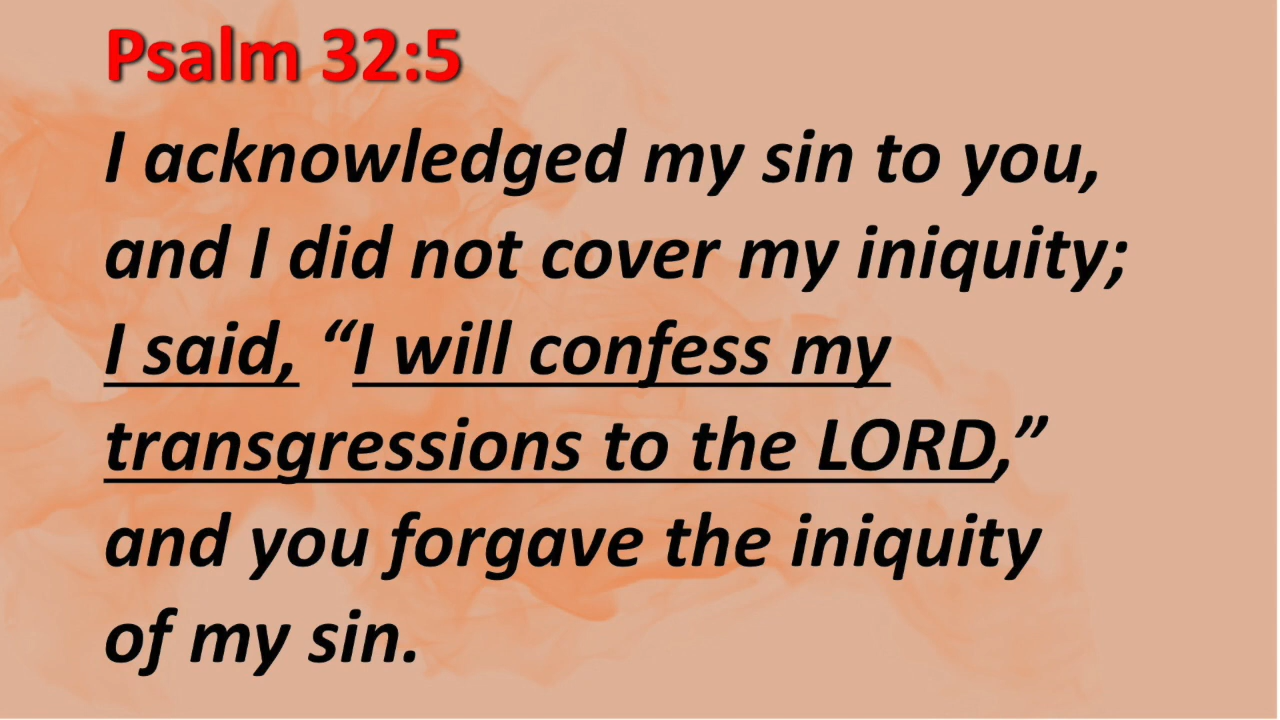 Psalm 32:5
I acknowledged my sin to you,
and I did not cover my iniquity;
I said, “I will confess my
transgressions to the LORD,”
and you forgave the iniquity
of my sin.